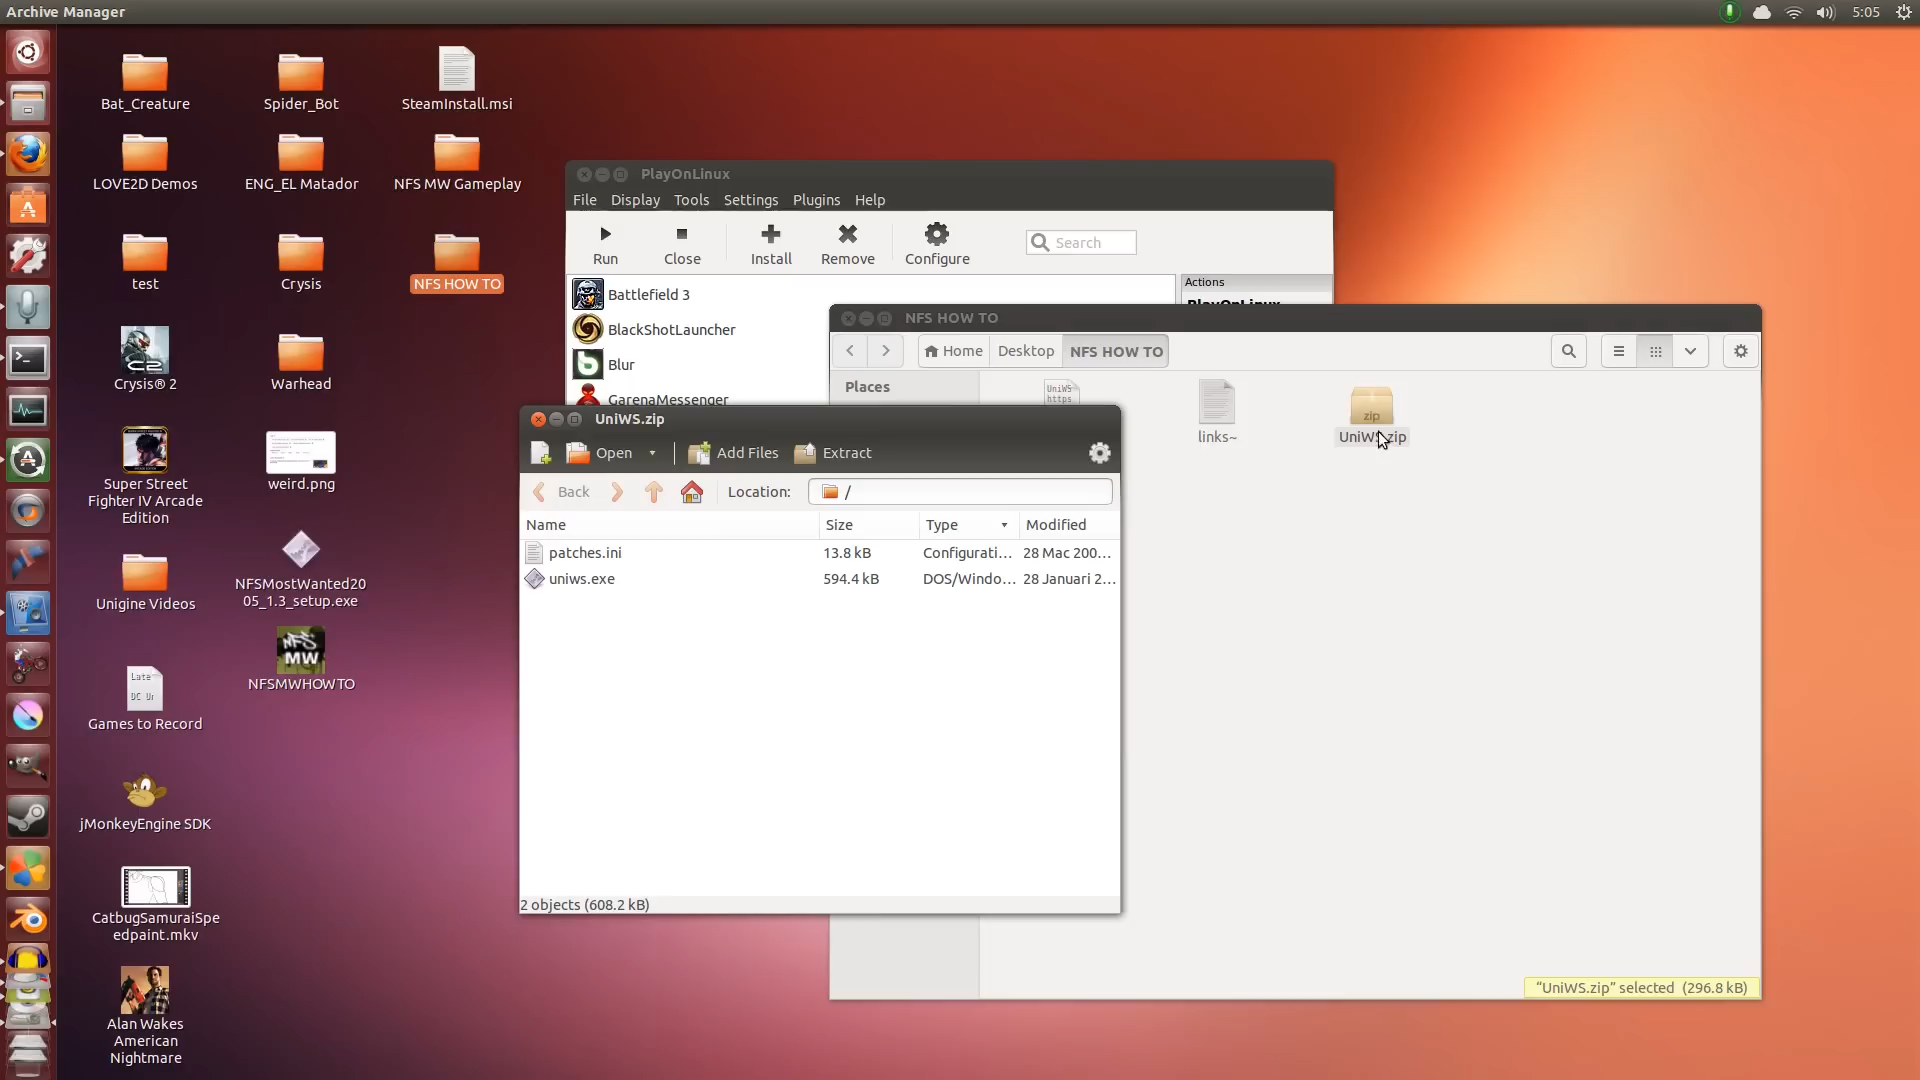 Archive Manager
5:05
Bat_Creature
Spider_Bot
SteamInstall.msi
LOVE2D Demos
ENG_EL Matador
NFS MW Gameplay
test
Crysis
NFS HOW TO
Crysis® 2
Warhead
Super Street
Fighter IV Arcade
Edition
weird.png
Unigine Videos
NFSMostWanted20
05_1.3_setup.exe
NFS
MW
NFSMWHOWTO
Late
DC Ur
Games to Record
jMonkeyEngine SDK
CatbugSamuraiSpe
edpaint.mkv
Alan Wakes
American
Nightmare
PlayOnLinux
File Display Tools Settings Plugins Help
Run Close Install Remove Configure
Search
Battlefield 3
BlackShotLauncher
Blur
GarenaMessenger
Actions
PlayOnLinux
NFS HOW TO
Home Desktop NFS HOW TO
Places
UniWS
https
links~
zip
UniWS.zip
"UniWS.zip" selected (296.8 kB)
UniWS.zip
Open Add Files Extract
Back Location: /
Name Size Type Modified
patches.ini 13.8 kB Configurati... 28 Mac 200...
uniws.exe 594.4 kB DOS/Windo... 28 Januari 2...
2 objects (608.2 kB)